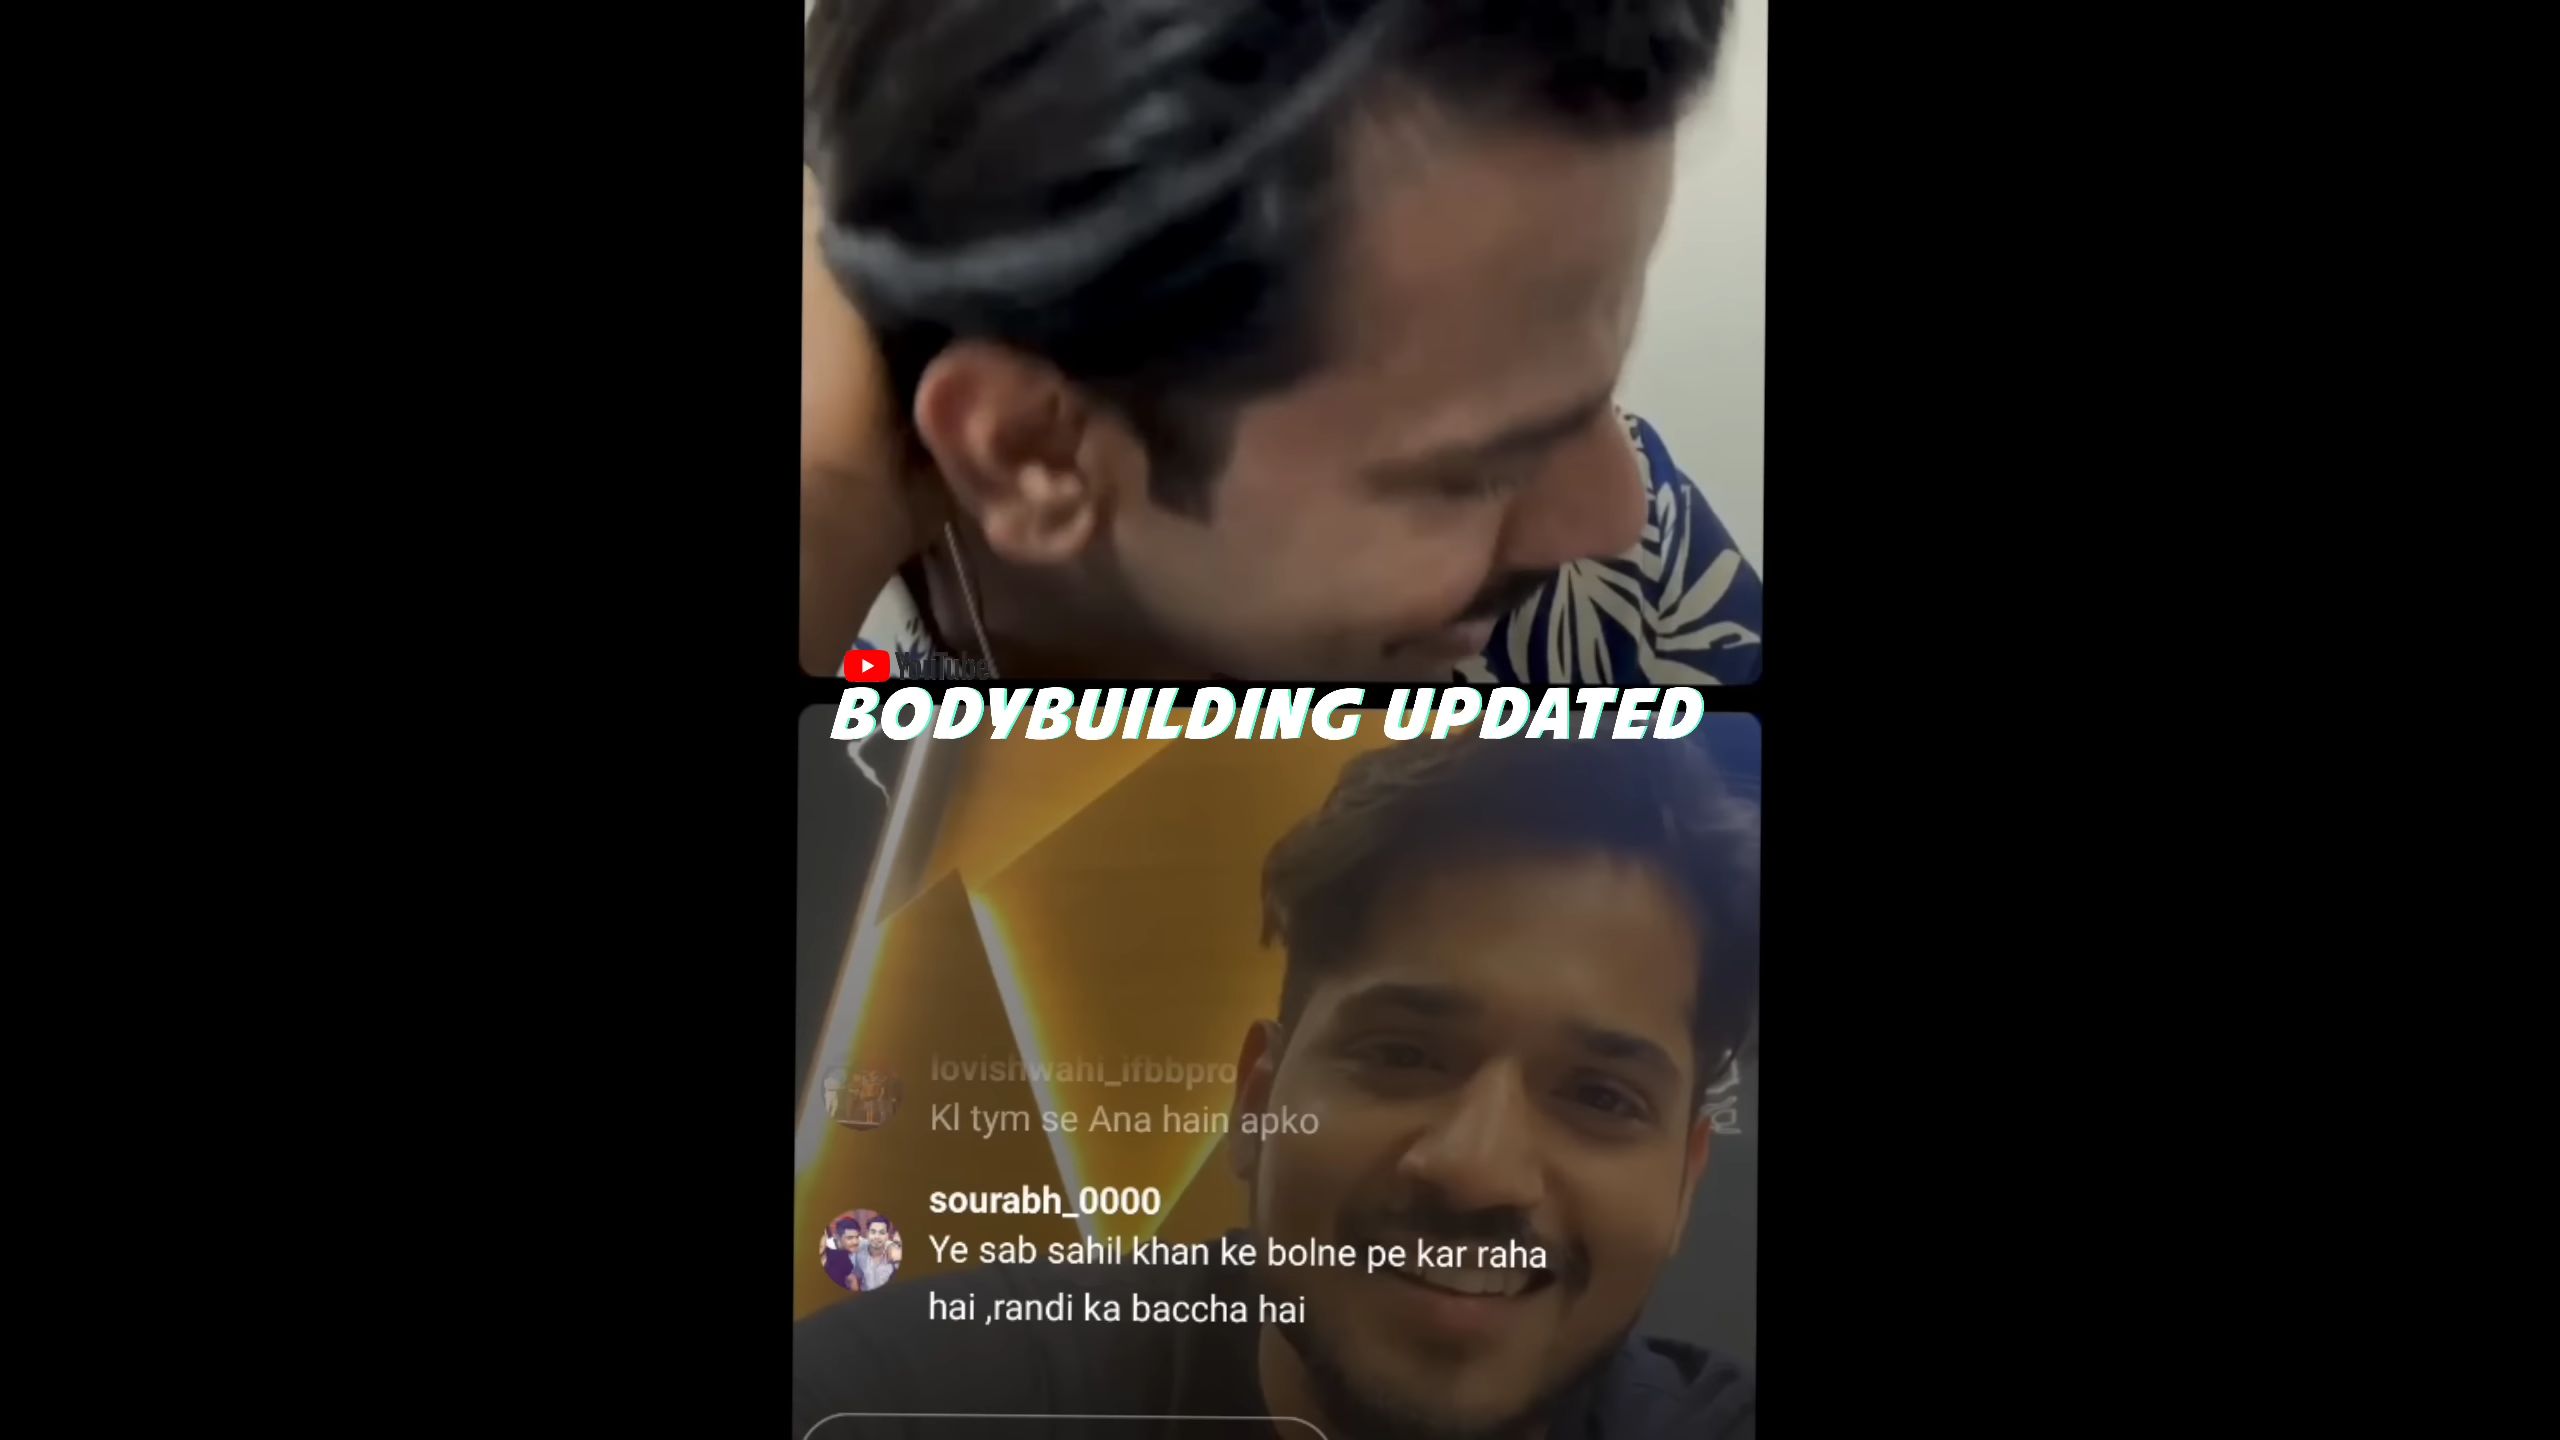 YouTube
BODYBUILDING UPDATED
lovishwahi_ifbbpro
Kl tym se Ana hain apko
sourabh_0000
Ye sab sahil khan ke bolne pe kar raha
hai ,randi ka baccha hai